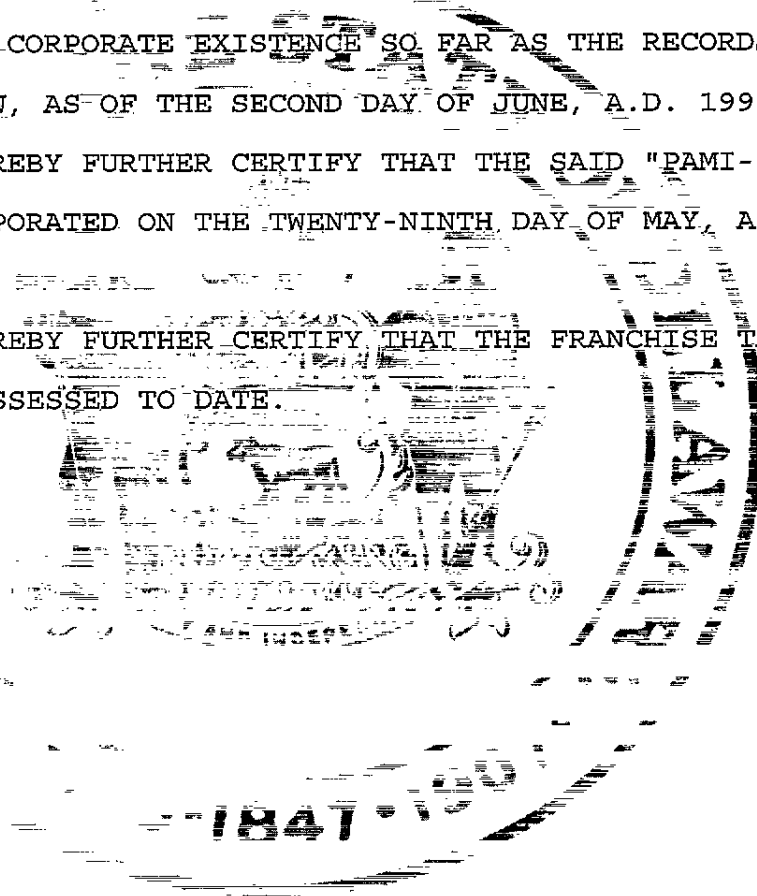 CORPORATE EXISTENCE SO FAR AS THE RECORD
, AS OF THE SECOND DAY OF JUNE, A.D. 199
REBY FURTHER CERTIFY THAT THE SAID "PAMI-
PORATED ON THE TWENTY-NINTH DAY OF MAY, A
REBY FURTHER CERTIFY THAT THE FRANCHISE T
SSESSED TO DATE.
1847